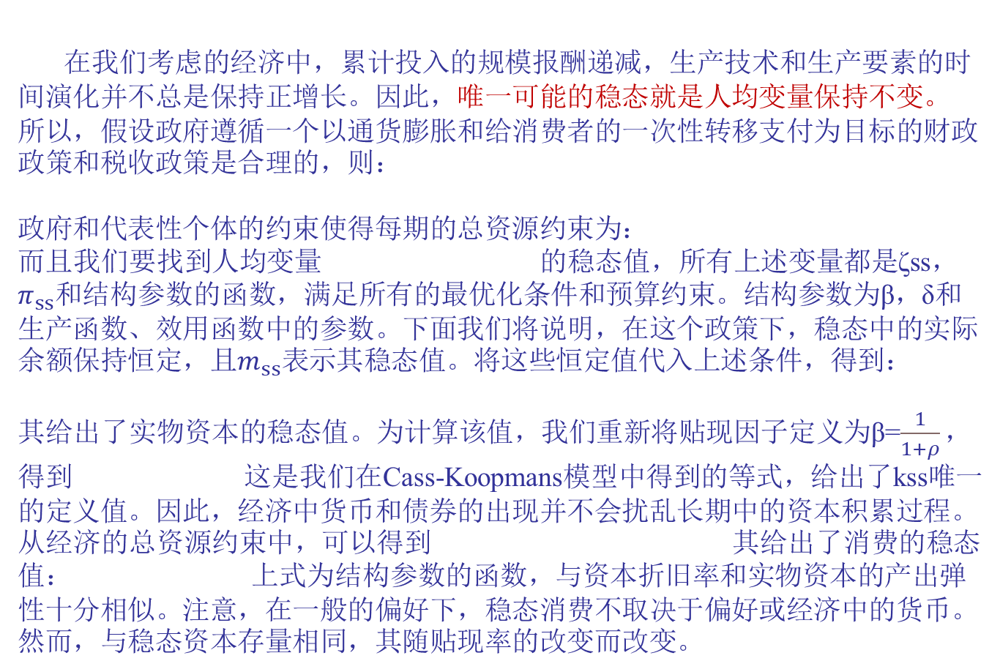 在我们考虑的经济中，累计投入的规模报酬递减，生产技术和生产要素的时
间演化并不总是保持正增长。因此，唯一可能的稳态就是人均变量保持不变。
所以，假设政府遵循一个以通货膨胀和给消费者的一次性转移支付为目标的财政
政策和税收政策是合理的，则：
政府和代表性个体的约束使得每期的总资源约束为：
而且我们要找到人均变量 的稳态值，所有上述变量都是ζss，
πss和结构参数的函数，满足所有的最优化条件和预算约束。结构参数为β，δ和
生产函数、效用函数中的参数。下面我们将说明，在这个政策下，稳态中的实际
余额保持恒定，且mss表示其稳态值。将这些恒定值代入上述条件，得到：
其给出了实物资本的稳态值。为计算该值，我们重新将贴现因子定义为β=1/(1+ρ)，
得到 这是我们在Cass-Koopmans模型中得到的等式，给出了kss唯一
的定义值。因此，经济中货币和债券的出现并不会扰乱长期中的资本积累过程。
从经济的总资源约束中，可以得到 其给出了消费的稳态
值： 上式为结构参数的函数，与资本折旧率和实物资本的产出弹
性十分相似。注意，在一般的偏好下，稳态消费不取决于偏好或经济中的货币。
然而，与稳态资本存量相同，其随贴现率的改变而改变。